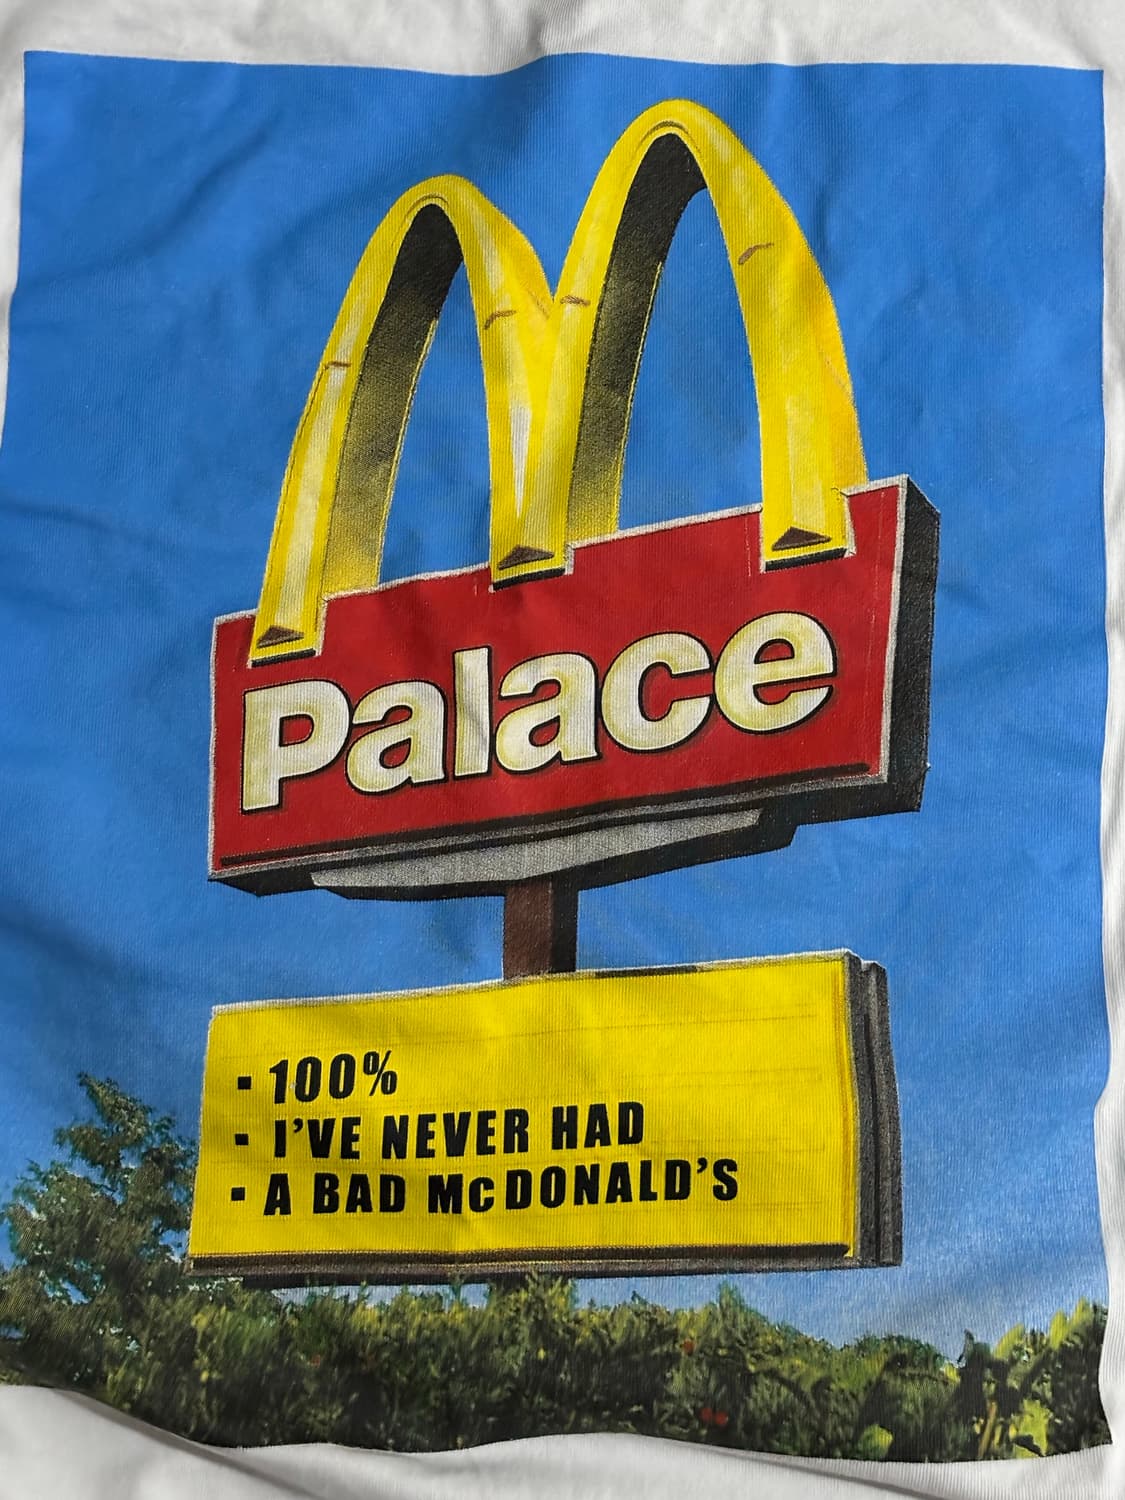 Palace
▪ 100%
▪ I'VE NEVER HAD
▪ A BAD McDONALD'S